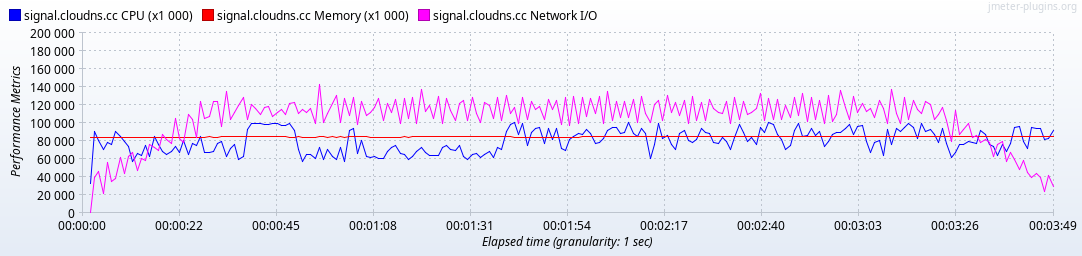 jmeter-plugins.org
signal.cloudns.cc CPU (x1 000) signal.cloudns.cc Memory (x1 000) signal.cloudns.cc Network I/O
200 000
180 000
160 000
140 000
120 000
100 000
80 000
60 000
40 000
20 000
0
Performance Metrics
00:00:00 00:00:22 00:00:45 00:01:08 00:01:31 00:01:54 00:02:17 00:02:40 00:03:03 00:03:26 00:03:49
Elapsed time (granularity: 1 sec)